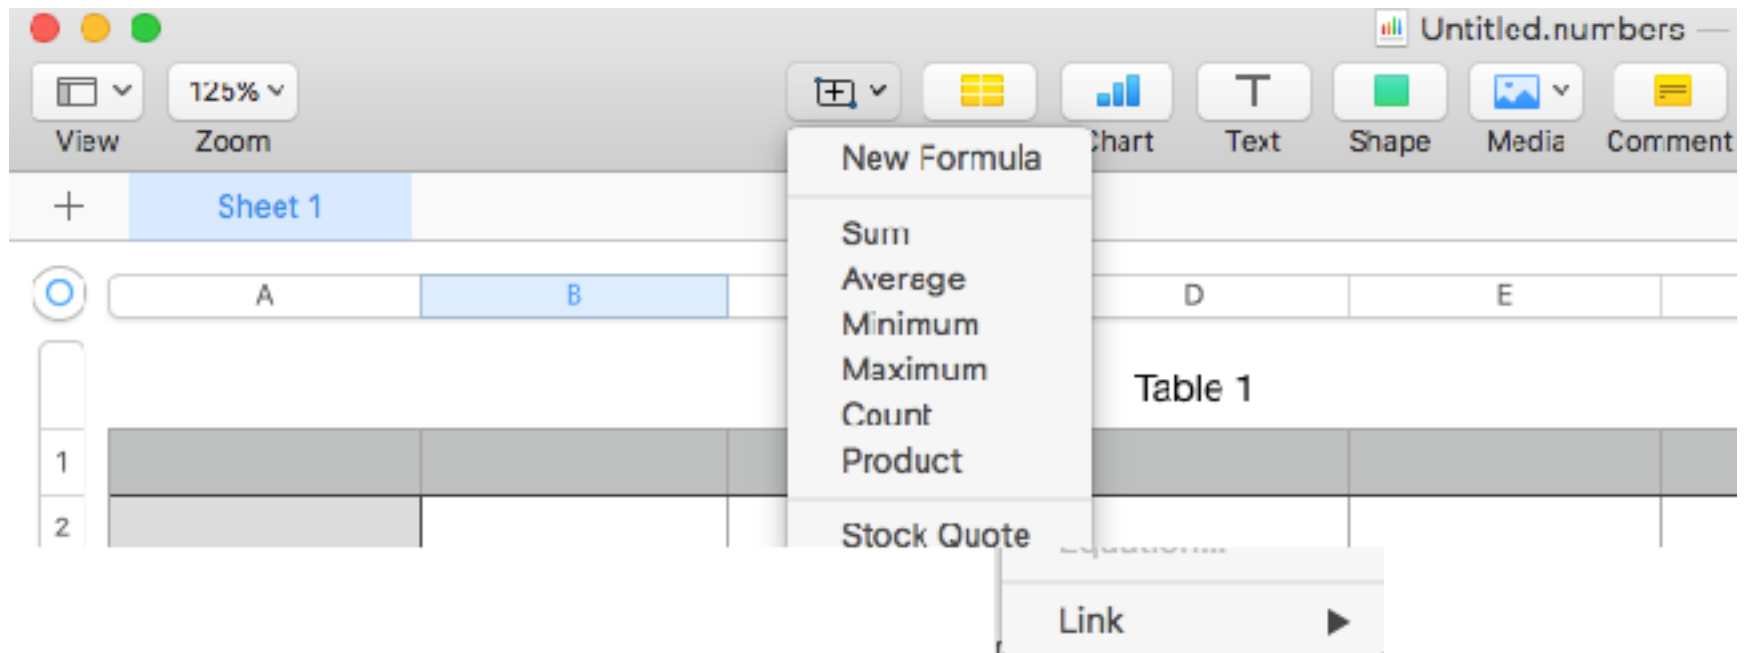 Untitled.numbers —
125%
View Zoom Chart Text Shape Media Comment
New Formula
Sheet 1
Sum
Average
A B D E
Minimum
Maximum
Table 1
Count
1
Product
2
Stock Quote
Equation...
Link